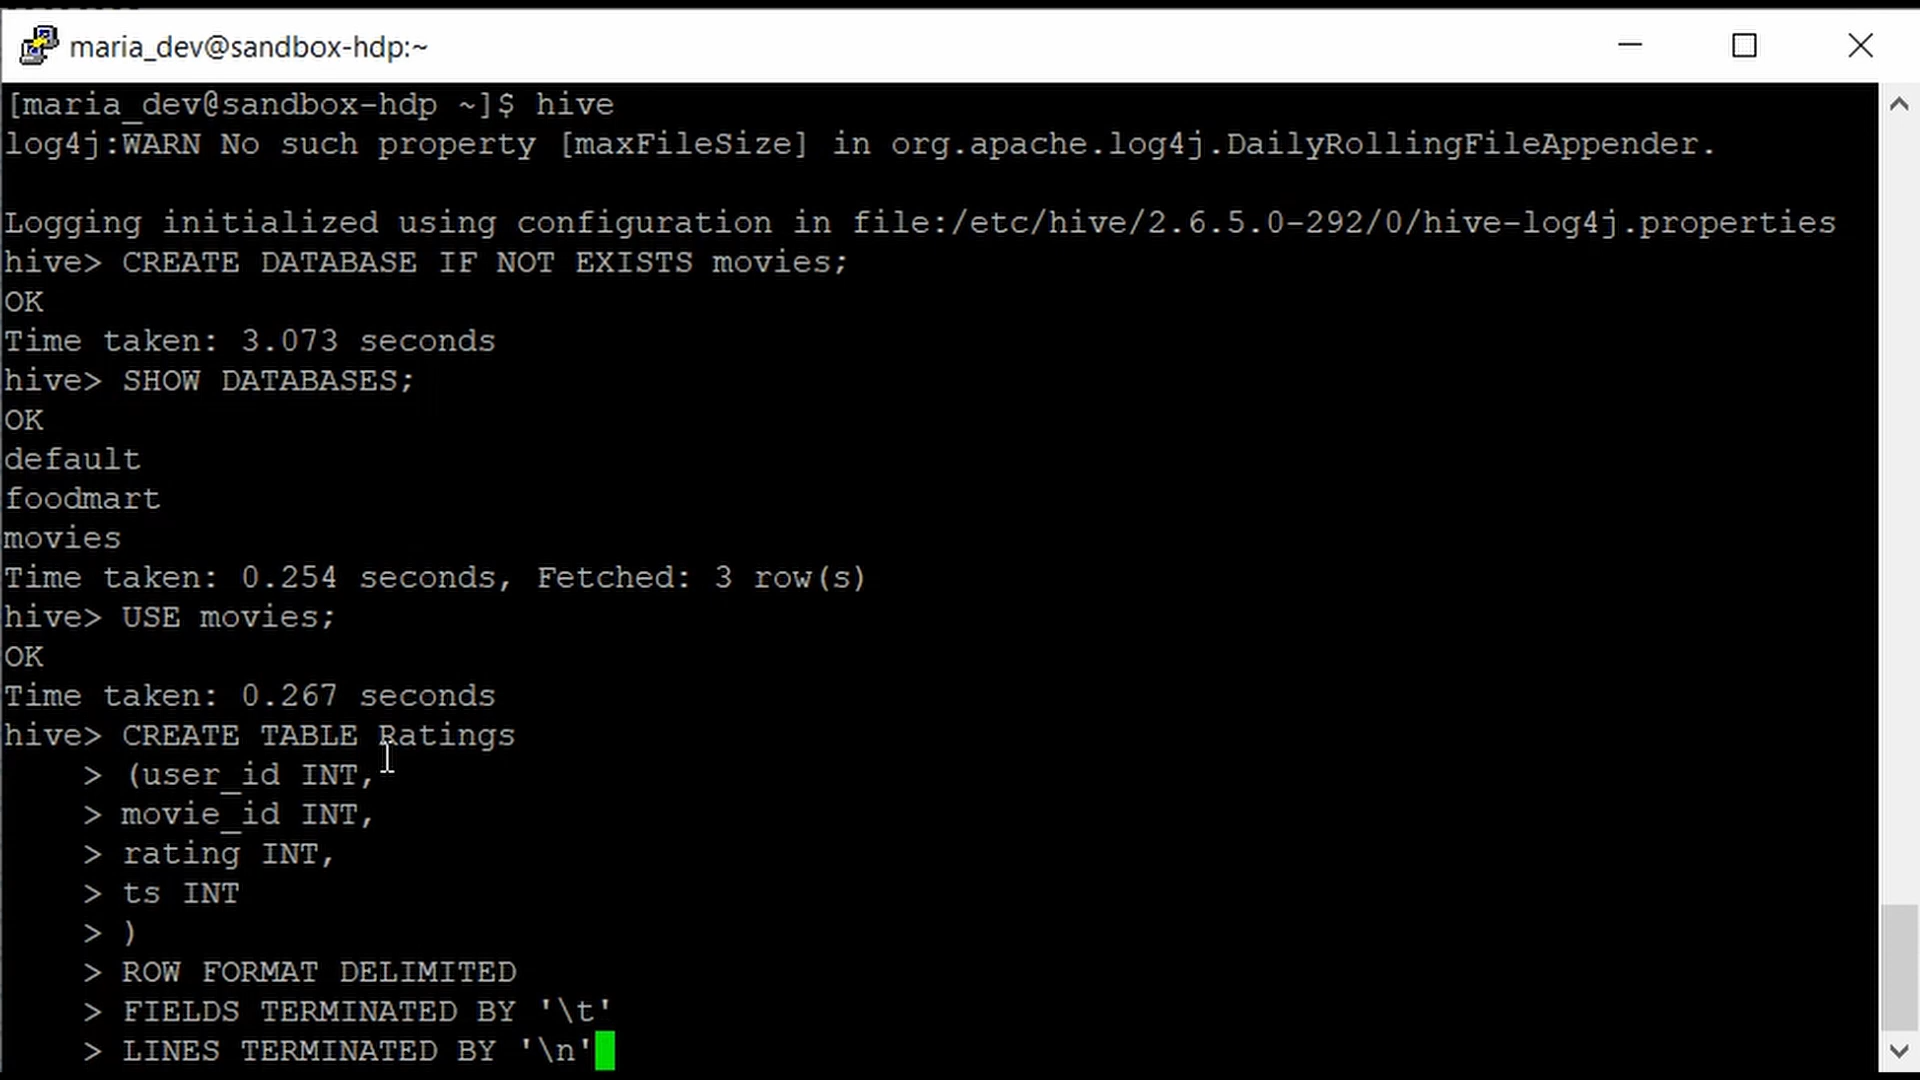 maria_dev@sandbox-hdp:~
[maria_dev@sandbox-hdp ~]$ hive
log4j:WARN No such property [maxFileSize] in org.apache.log4j.DailyRollingFileAppender.
Logging initialized using configuration in file:/etc/hive/2.6.5.0-292/0/hive-log4j.properties
hive> CREATE DATABASE IF NOT EXISTS movies;
OK
Time taken: 3.073 seconds
hive> SHOW DATABASES;
OK
default
foodmart
movies
Time taken: 0.254 seconds, Fetched: 3 row(s)
hive> USE movies;
OK
Time taken: 0.267 seconds
hive> CREATE TABLE Ratings
    > (user_id INT,
    > movie_id INT,
    > rating INT,
    > ts INT
    > )
    > ROW FORMAT DELIMITED
    > FIELDS TERMINATED BY '\t'
    > LINES TERMINATED BY '\n'